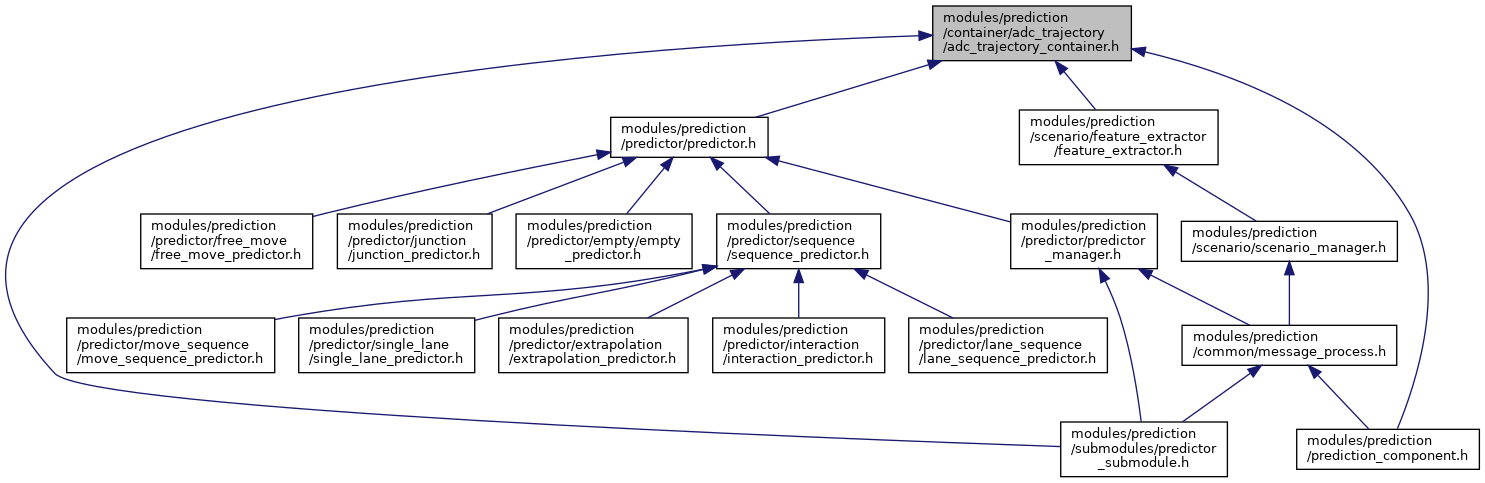 modules/prediction
/container/adc_trajectory
/adc_trajectory_container.h
modules/prediction
/predictor/predictor.h
modules/prediction
/scenario/feature_extractor
/feature_extractor.h
modules/prediction
/predictor/free_move
/free_move_predictor.h
modules/prediction
/predictor/junction
/junction_predictor.h
modules/prediction
/predictor/empty/empty
_predictor.h
modules/prediction
/predictor/sequence
/sequence_predictor.h
modules/prediction
/predictor/predictor
_manager.h
modules/prediction
/scenario/scenario_manager.h
modules/prediction
/predictor/move_sequence
/move_sequence_predictor.h
modules/prediction
/predictor/single_lane
/single_lane_predictor.h
modules/prediction
/predictor/extrapolation
/extrapolation_predictor.h
modules/prediction
/predictor/interaction
/interaction_predictor.h
modules/prediction
/predictor/lane_sequence
/lane_sequence_predictor.h
modules/prediction
/common/message_process.h
modules/prediction
/submodules/predictor
_submodule.h
modules/prediction
/prediction_component.h